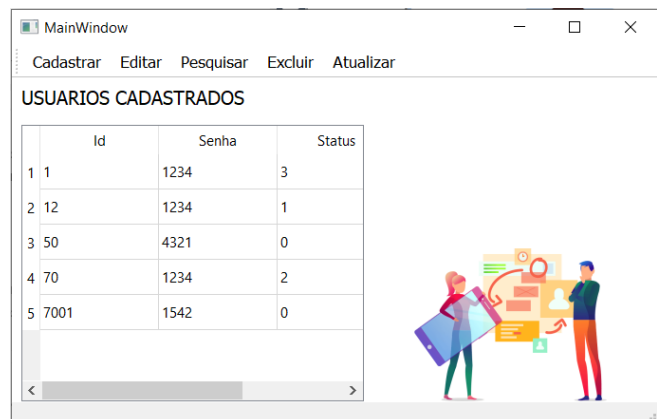 MainWindow
Cadastrar Editar Pesquisar Excluir Atualizar
USUARIOS CADASTRADOS
Id Senha Status
1 1 1234 3
2 12 1234 1
3 50 4321 0
4 70 1234 2
5 7001 1542 0